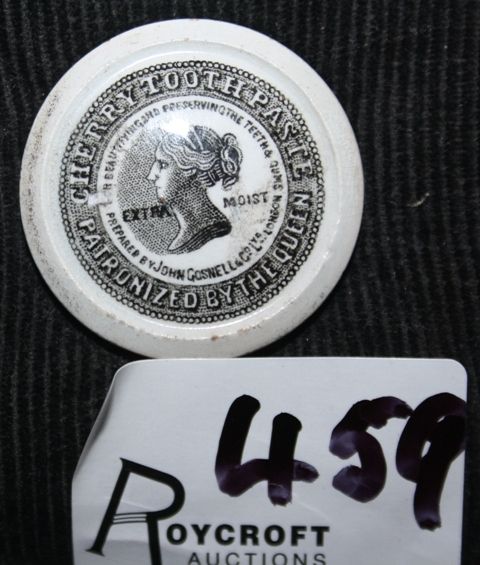 CHERRY TOOTH PASTE
PATRONIZED BY THE QUEEN
FOR BEAUTIFYING AND PRESERVING THE TEETH & GUMS
EXTRA MOIST
PREPARED BY JOHN GOSNELL & CO LTD LONDON
459
ROYCROFT
AUCTIONS